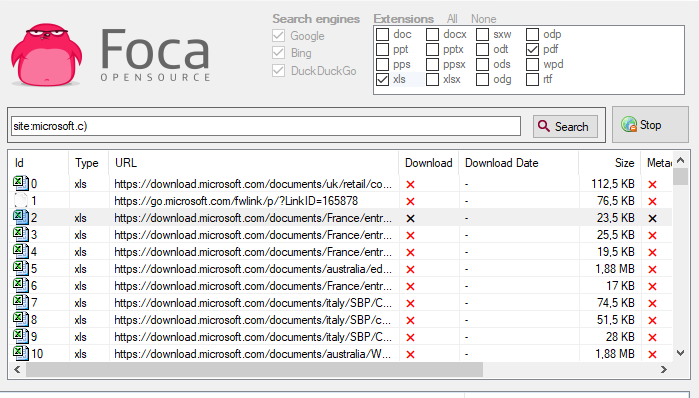 Search engines
Extensions All None
Foca
OPENSOURCE
Google
Bing
DuckDuckGo
doc docx sxw odp
ppt pptx odt pdf
pps ppsx ods wpd
xls xlsx odg rtf
site:microsoft.c)
Search
Stop
Id Type URL Download Download Date Size Metac
0 xls https://download.microsoft.com/documents/uk/retail/co... - 112,5 KB
1 https://go.microsoft.com/fwlink/p/?LinkID=165878 - 76,5 KB
2 xls https://download.microsoft.com/documents/France/entr... - 23,5 KB
3 xls https://download.microsoft.com/documents/France/entr... - 25,5 KB
4 xls https://download.microsoft.com/documents/France/entr... - 19,5 KB
5 xls https://download.microsoft.com/documents/australia/ed... - 1,88 MB
6 xls https://download.microsoft.com/documents/France/entr... - 17 KB
7 xls https://download.microsoft.com/documents/italy/SBP/C... - 74,5 KB
8 xls https://download.microsoft.com/documents/italy/SBP/c... - 51,5 KB
9 xls https://download.microsoft.com/documents/italy/SBP/C... - 28 KB
10 xls https://download.microsoft.com/documents/australia/W... - 1,88 MB